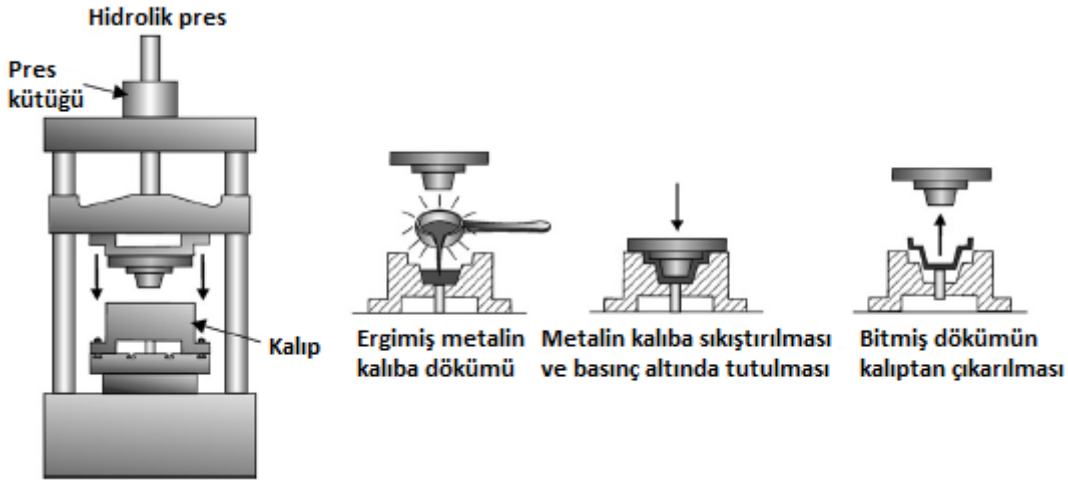 Hidrolik pres
Pres
kütüğü
Kalıp
Ergimiş metalin
kalıba dökümü
Metalin kalıba sıkıştırılması
ve basınç altında tutulması
Bitmiş dökümün
kalıptan çıkarılması